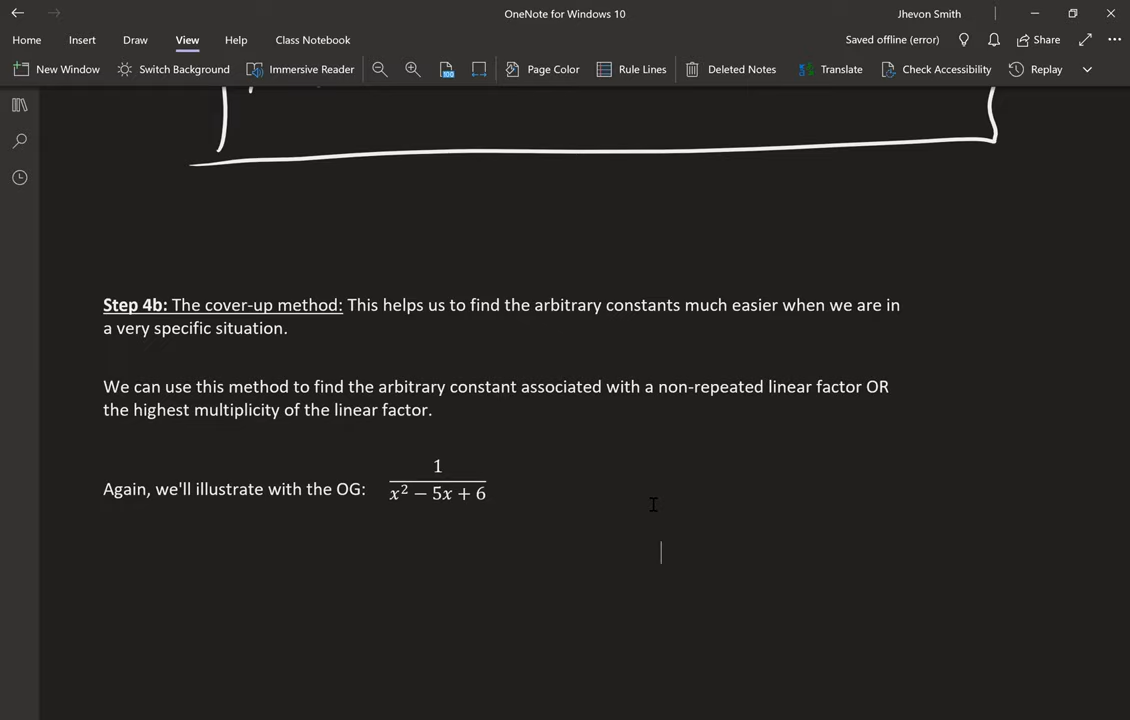 OneNote for Windows 10
Jhevon Smith
Home Insert Draw View Help Class Notebook
Saved offline (error) Share
New Window Switch Background Immersive Reader 100 Page Color Rule Lines Deleted Notes Translate Check Accessibility Replay
Step 4b: The cover-up method: This helps us to find the arbitrary constants much easier when we are in
a very specific situation.
We can use this method to find the arbitrary constant associated with a non-repeated linear factor OR
the highest multiplicity of the linear factor.
1
Again, we'll illustrate with the OG: x² − 5x + 6